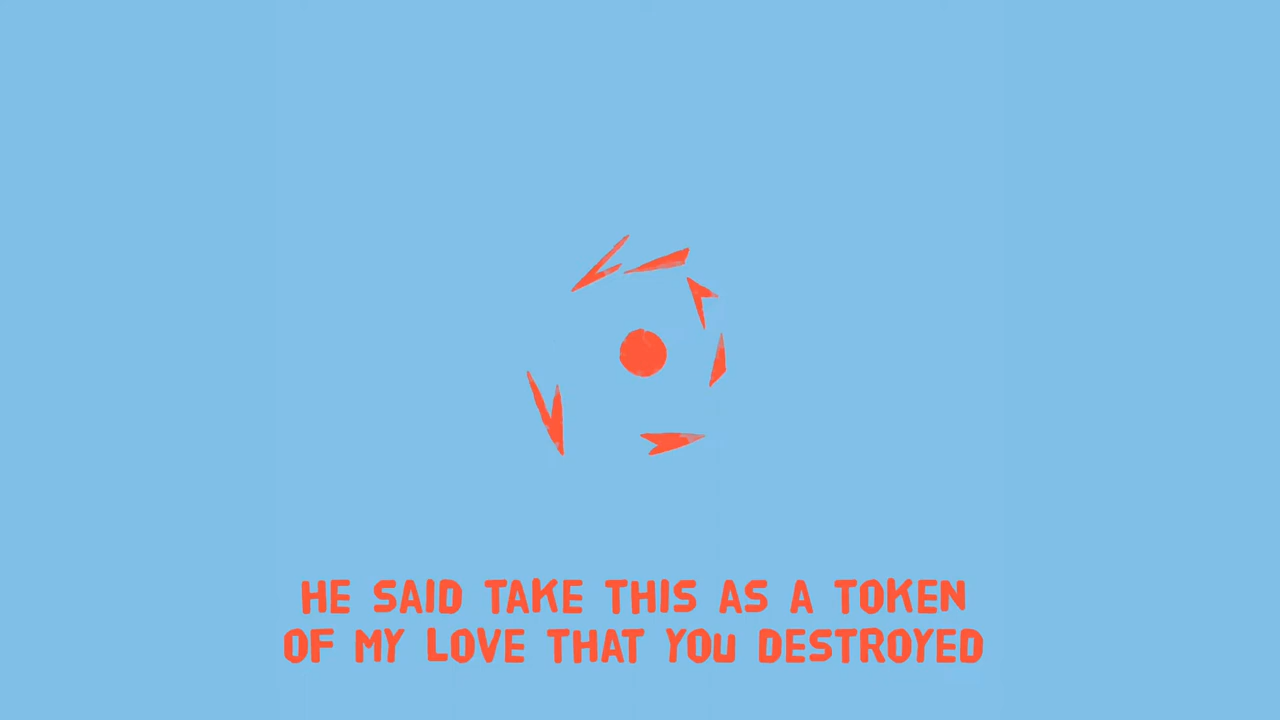 HE SAID TAKE THIS AS A TOKEN
OF MY LOVE THAT YOU DESTROYED